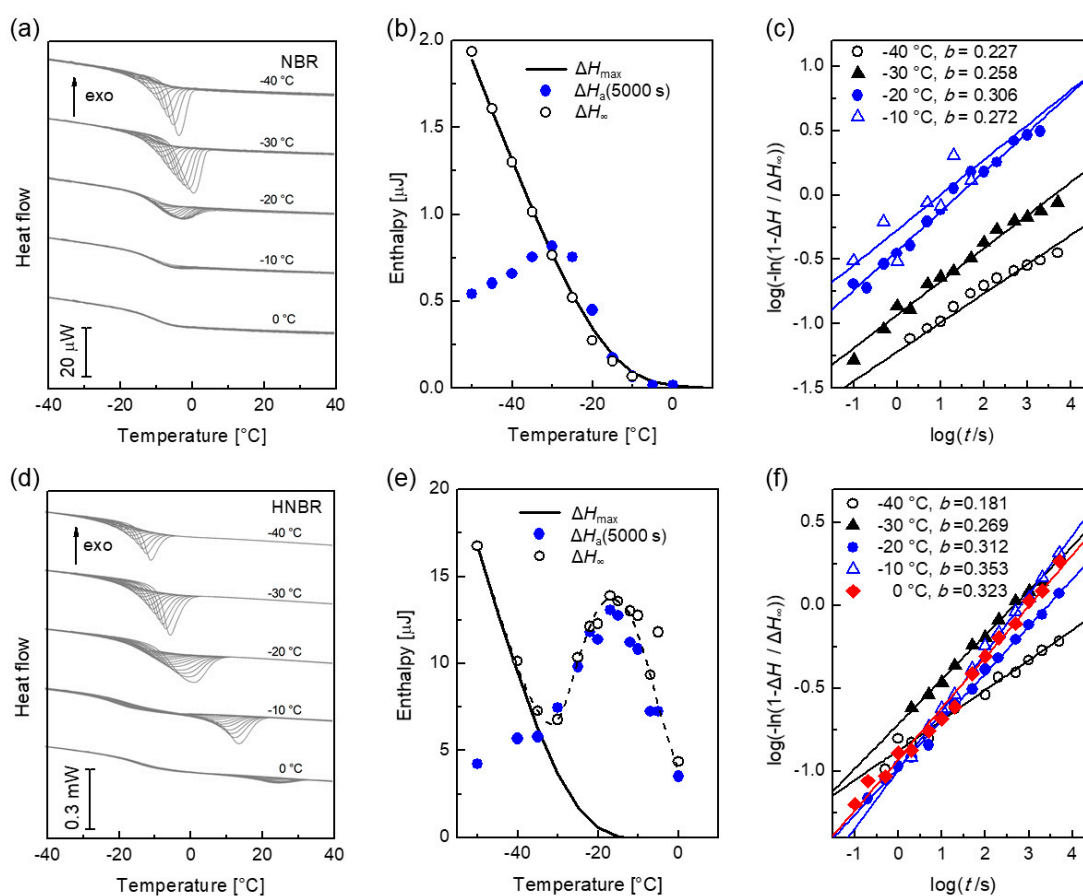 (a)
NBR
exo
-40 °C
-30 °C
-20 °C
-10 °C
0 °C
20 μW
Heat flow
-40 -20 0 20 40
Temperature [°C]
(b)
2.0
1.5
1.0
0.5
0.0
ΔHmax
ΔHa(5000 s)
ΔH∞
Enthalpy [μJ]
-40 -20 0
Temperature [°C]
(c)
1.0
0.5
0.0
-0.5
-1.0
-1.5
-40 °C, b = 0.227
-30 °C, b = 0.258
-20 °C, b = 0.306
-10 °C, b = 0.272
log(-ln(1-ΔH / ΔH∞))
-1 0 1 2 3 4
log(t /s)
(d)
HNBR
exo
-40 °C
-30 °C
-20 °C
-10 °C
0 °C
0.3 mW
Heat flow
-40 -20 0 20 40
Temperature [°C]
(e)
20
15
10
5
0
ΔHmax
ΔHa(5000 s)
ΔH∞
Enthalpy [μJ]
-40 -20 0
Temperature [°C]
(f)
0.5
0.0
-0.5
-1.0
-40 °C, b=0.181
-30 °C, b=0.269
-20 °C, b=0.312
-10 °C, b=0.353
0 °C, b=0.323
log(-ln(1-ΔH / ΔH∞))
-1 0 1 2 3 4
log(t /s)